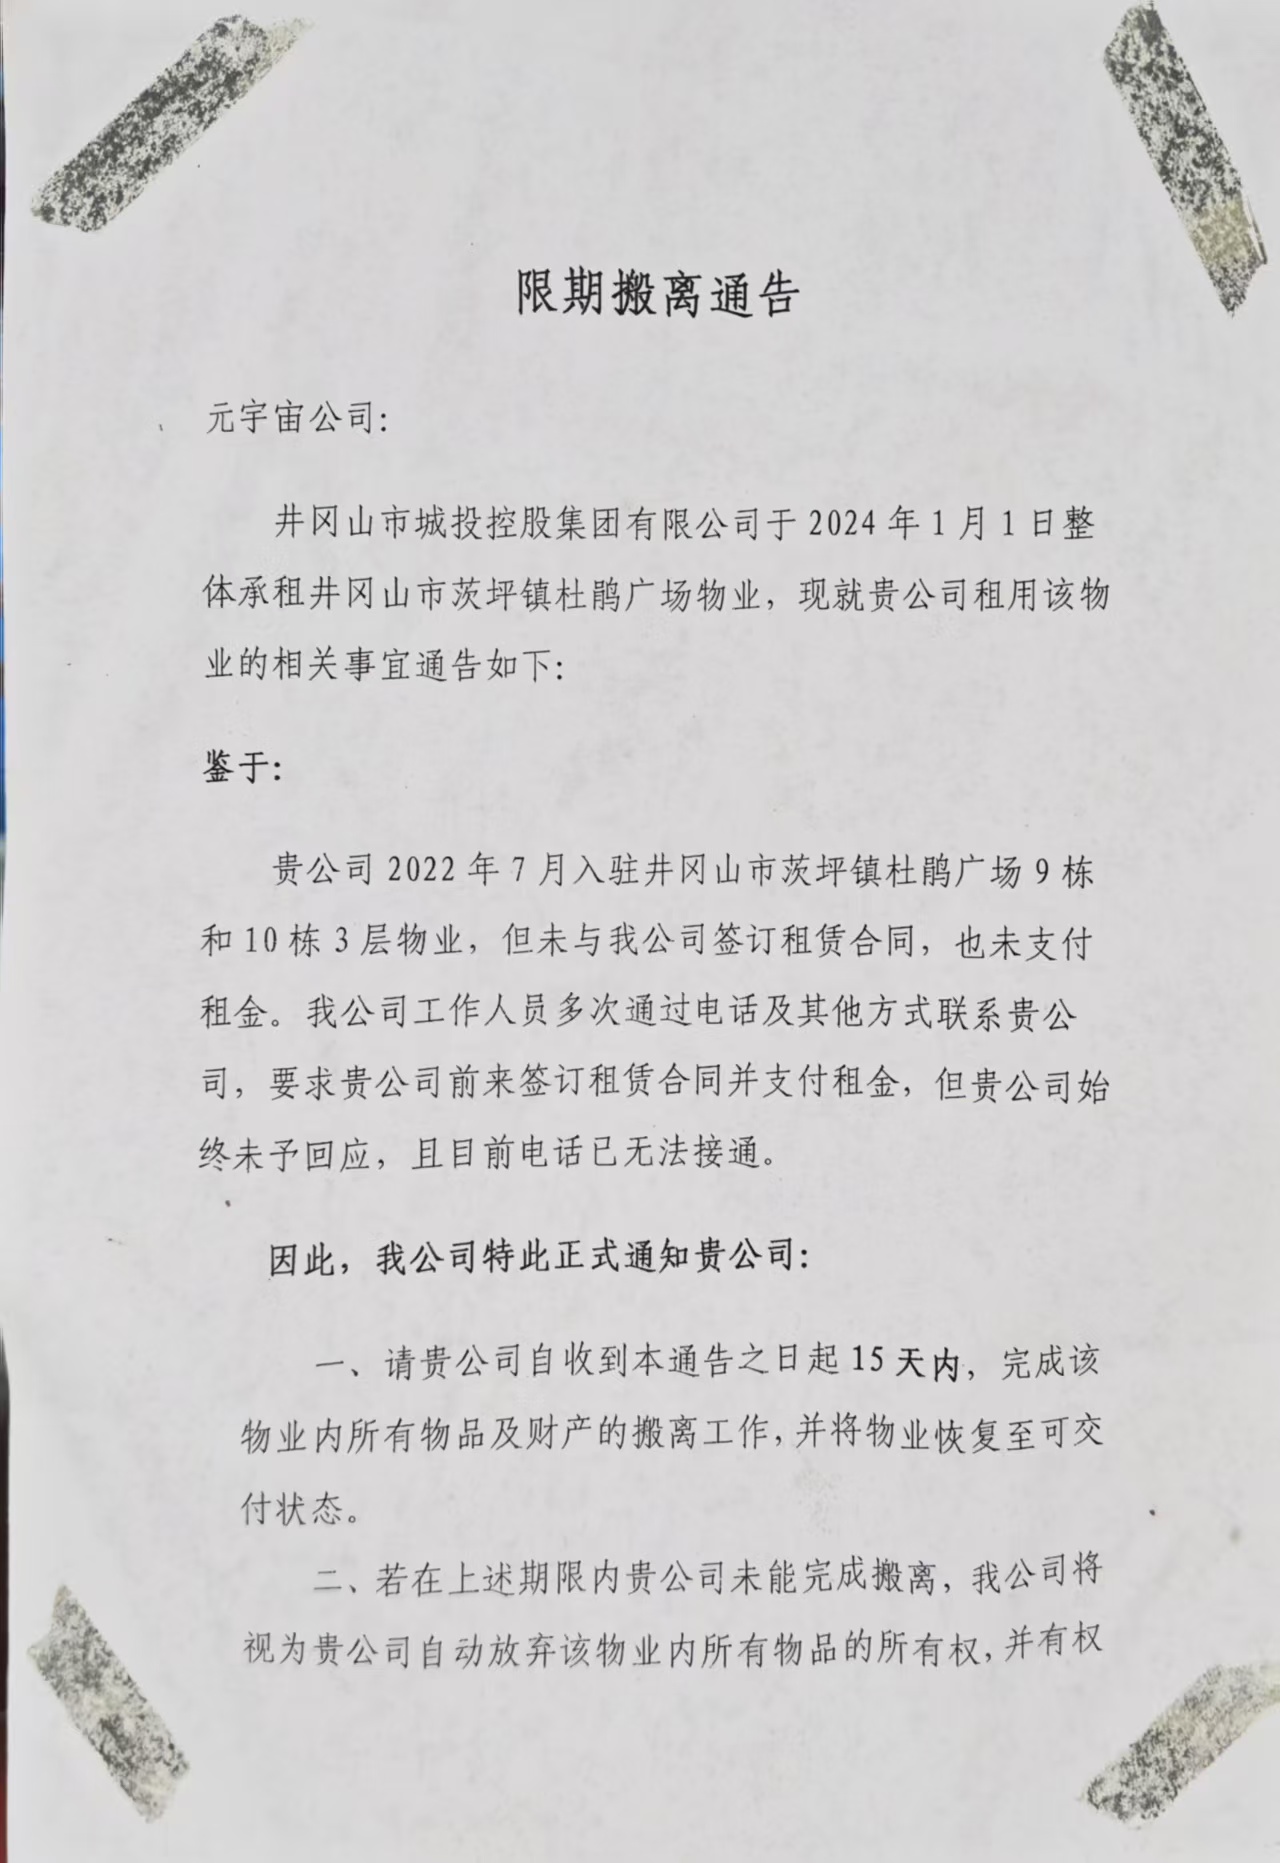 限期搬离通告
元宇宙公司：
井冈山市城投控股集团有限公司于 2024 年 1 月 1 日整
体承租井冈山市茨坪镇杜鹃广场物业，现就贵公司租用该物
业的相关事宜通告如下：
鉴于：
贵公司 2022 年 7 月入驻井冈山市茨坪镇杜鹃广场 9 栋
和 10 栋 3 层物业，但未与我公司签订租赁合同，也未支付
租金。我公司工作人员多次通过电话及其他方式联系贵公
司，要求贵公司前来签订租赁合同并支付租金，但贵公司始
终未予回应，且目前电话已无法接通。
因此，我公司特此正式通知贵公司：
一、请贵公司自收到本通告之日起 15 天内，完成该
物业内所有物品及财产的搬离工作，并将物业恢复至可交
付状态。
二、若在上述期限内贵公司未能完成搬离，我公司将
视为贵公司自动放弃该物业内所有物品的所有权，并有权